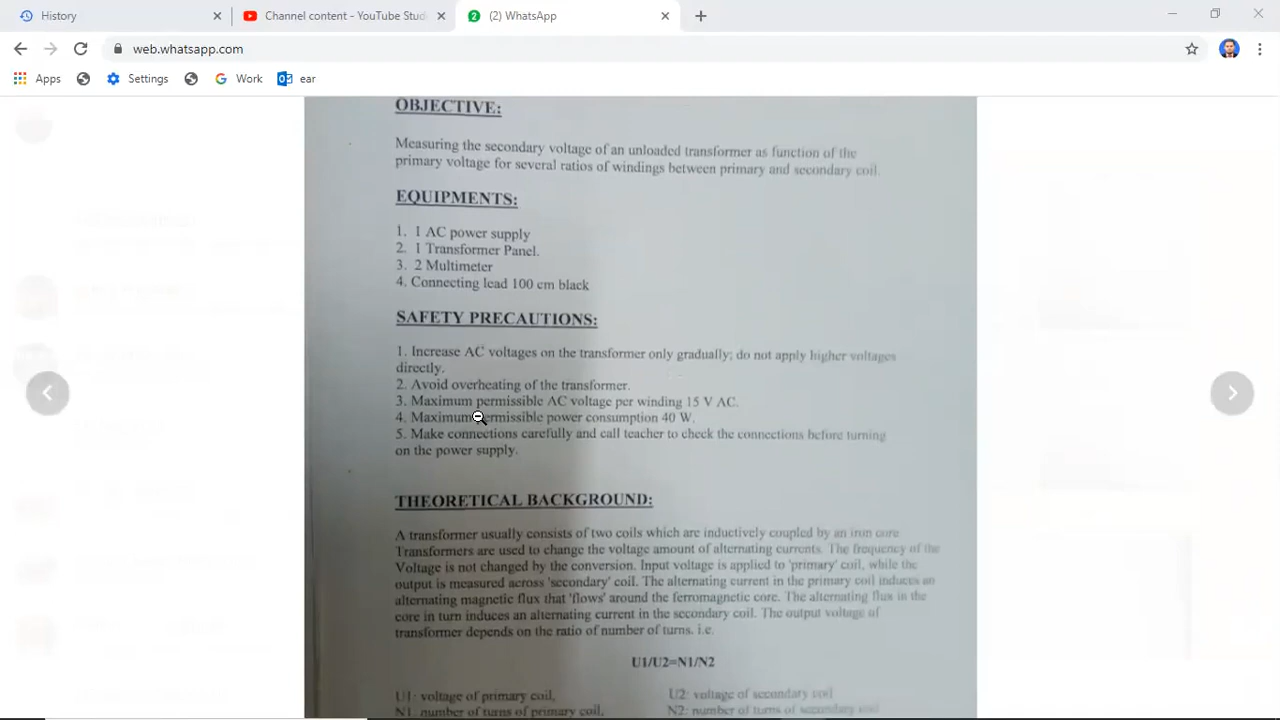 History
Channel content - YouTube Stud
2 (2) WhatsApp
web.whatsapp.com
Apps Settings Work ear
OBJECTIVE:
Measuring the secondary voltage of an unloaded transformer as function of the
primary voltage for several ratios of windings between primary and secondary coil.
EQUIPMENTS:
1. 1 AC power supply
2. 1 Transformer Panel.
3. 2 Multimeter
4. Connecting lead 100 cm black
SAFETY PRECAUTIONS:
1. Increase AC voltages on the transformer only gradually; do not apply higher voltages
directly.
2. Avoid overheating of the transformer.
3. Maximum permissible AC voltage per winding 15 V AC.
4. Maximum permissible power consumption 40 W.
5. Make connections carefully and call teacher to check the connections before turning
on the power supply.
THEORETICAL BACKGROUND:
A transformer usually consists of two coils which are inductively coupled by an iron core
Transformers are used to change the voltage amount of alternating currents. The frequency of the
Voltage is not changed by the conversion. Input voltage is applied to 'primary' coil, while the
output is measured across 'secondary' coil. The alternating current in the primary coil induces an
alternating magnetic flux that 'flows' around the ferromagnetic core. The alternating flux in the
core in turn induces an alternating current in the secondary coil. The output voltage of
transformer depends on the ratio of number of turns. i.e.
U1/U2=N1/N2
U1: voltage of primary coil, U2: voltage of secondary coil
N1: number of turns of primary coil, N2: number of turns of secondary coil